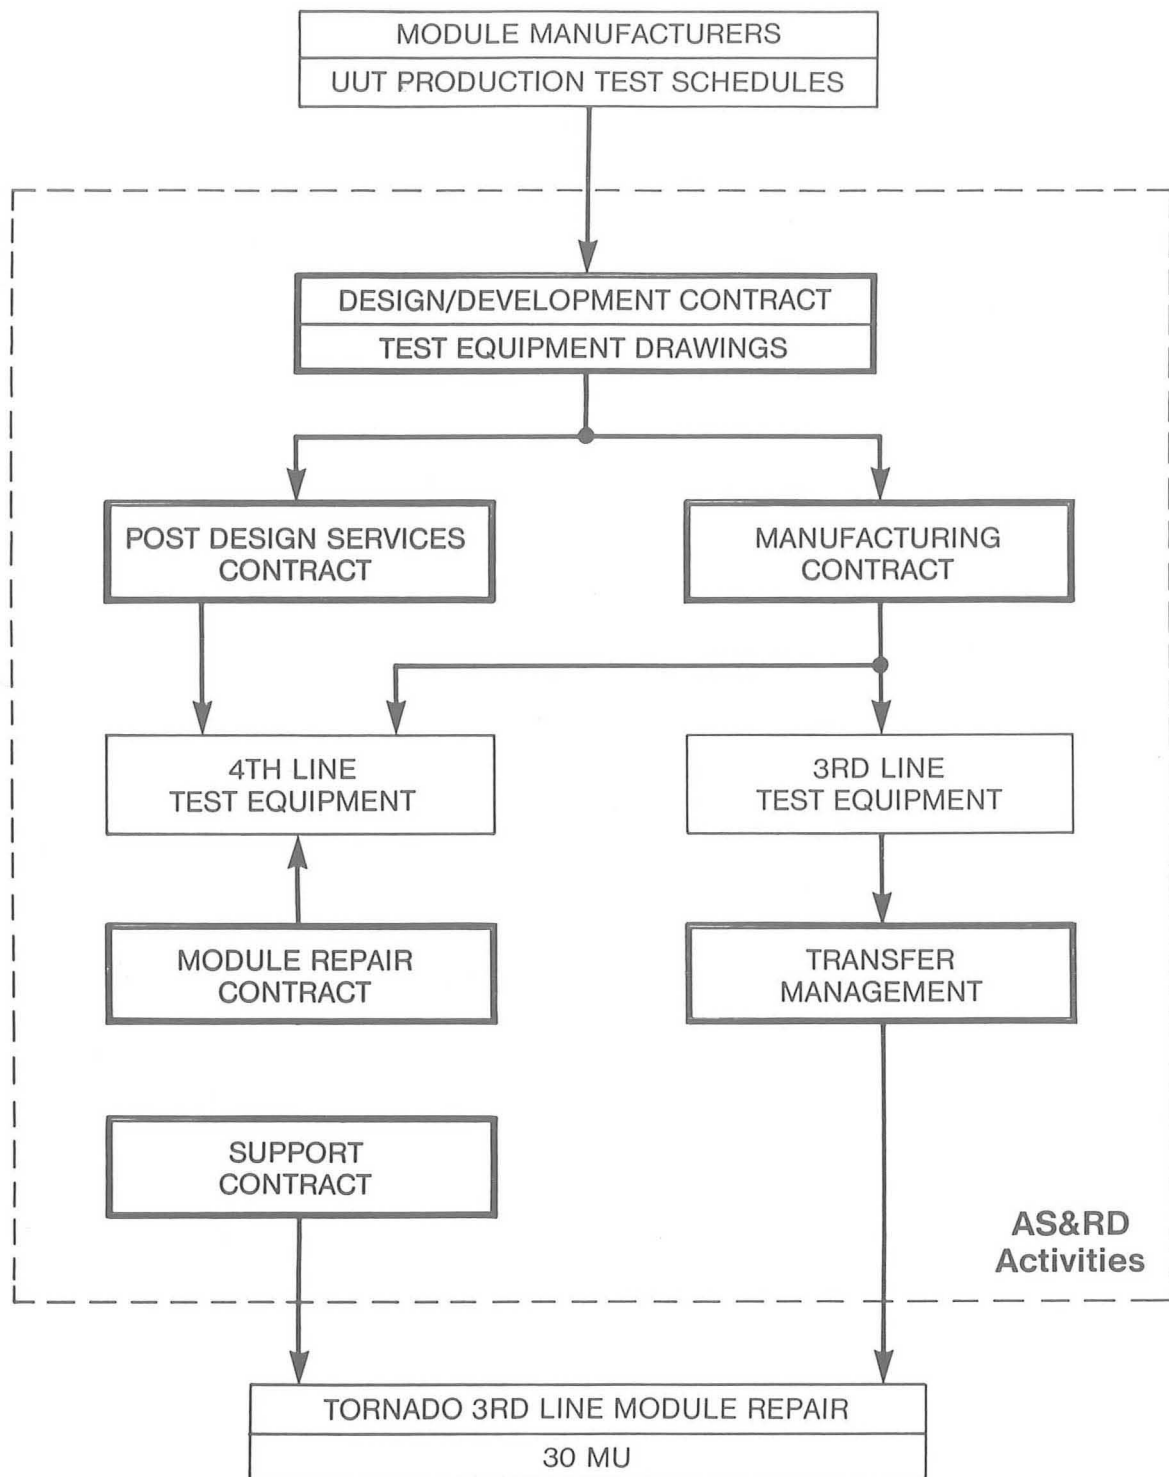 MODULE MANUFACTURERS
UUT PRODUCTION TEST SCHEDULES
DESIGN/DEVELOPMENT CONTRACT
TEST EQUIPMENT DRAWINGS
POST DESIGN SERVICES
CONTRACT
MANUFACTURING
CONTRACT
4TH LINE
TEST EQUIPMENT
3RD LINE
TEST EQUIPMENT
MODULE REPAIR
CONTRACT
TRANSFER
MANAGEMENT
SUPPORT
CONTRACT
AS&RD
Activities
TORNADO 3RD LINE MODULE REPAIR
30 MU